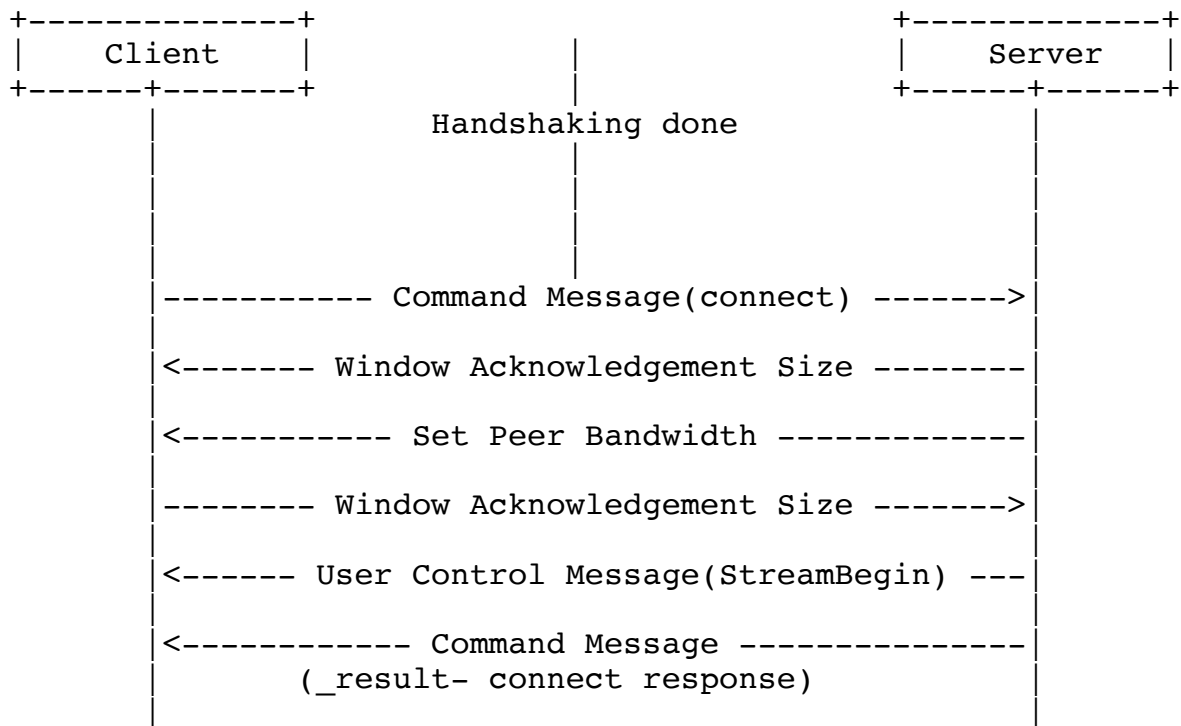 Client Server
Handshaking done
Command Message(connect)
Window Acknowledgement Size
Set Peer Bandwidth
Window Acknowledgement Size
User Control Message(StreamBegin)
Command Message
(_result- connect response)